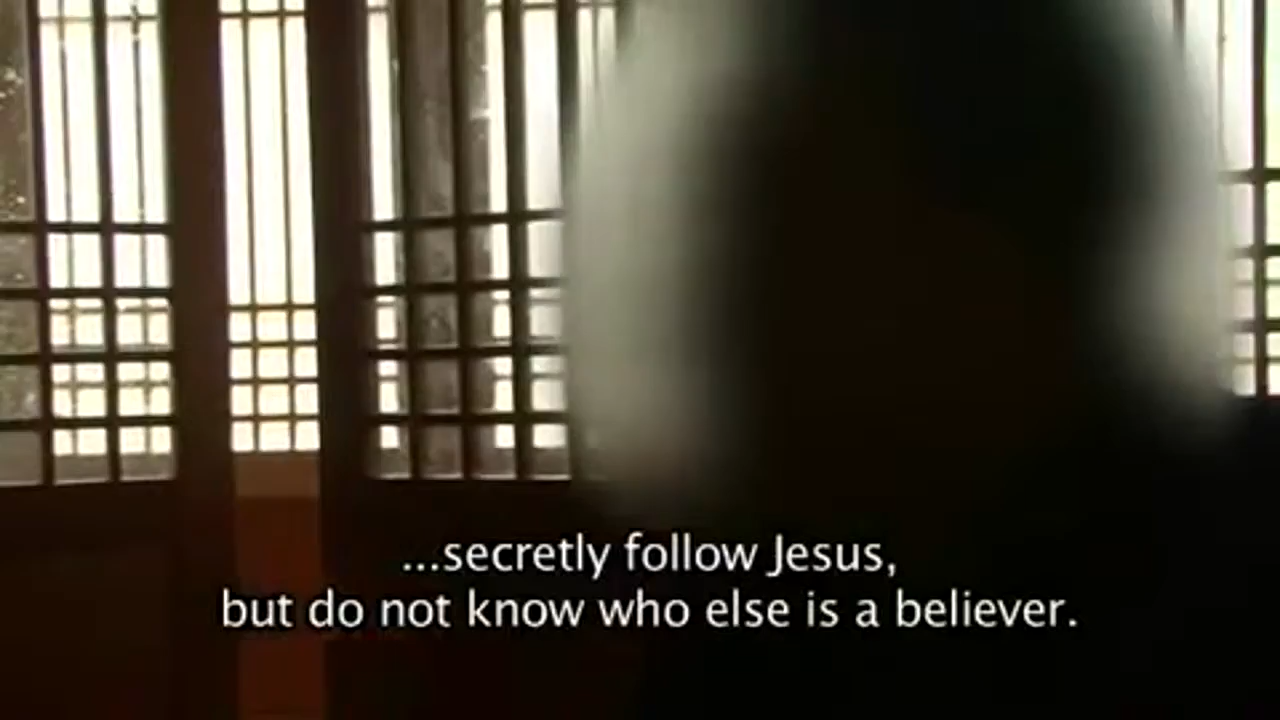 ...secretly follow Jesus,
but do not know who else is a believer.